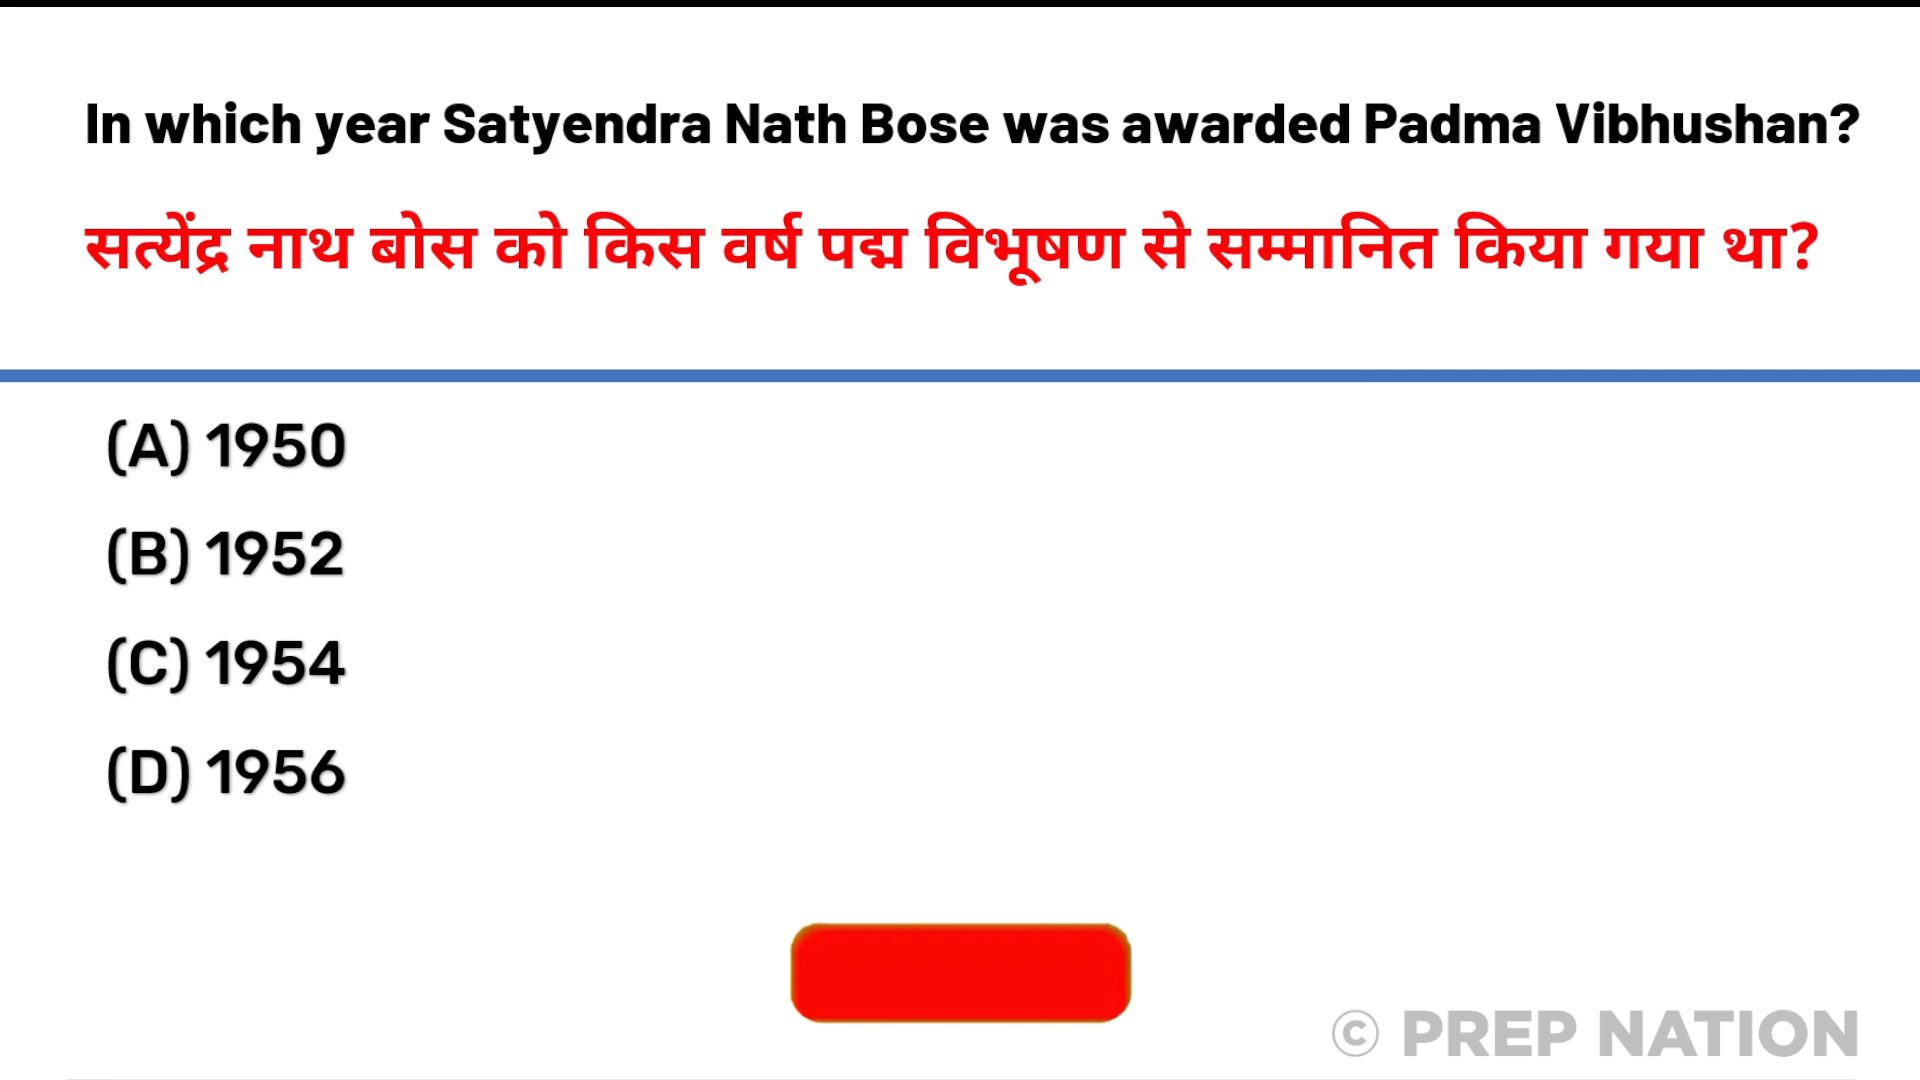 In which year Satyendra Nath Bose was awarded Padma Vibhushan?
सत्येंद्र नाथ बोस को किस वर्ष पद्म विभूषण से सम्मानित किया गया था?
(A) 1950
(B) 1952
(C) 1954
(D) 1956
© PREP NATION